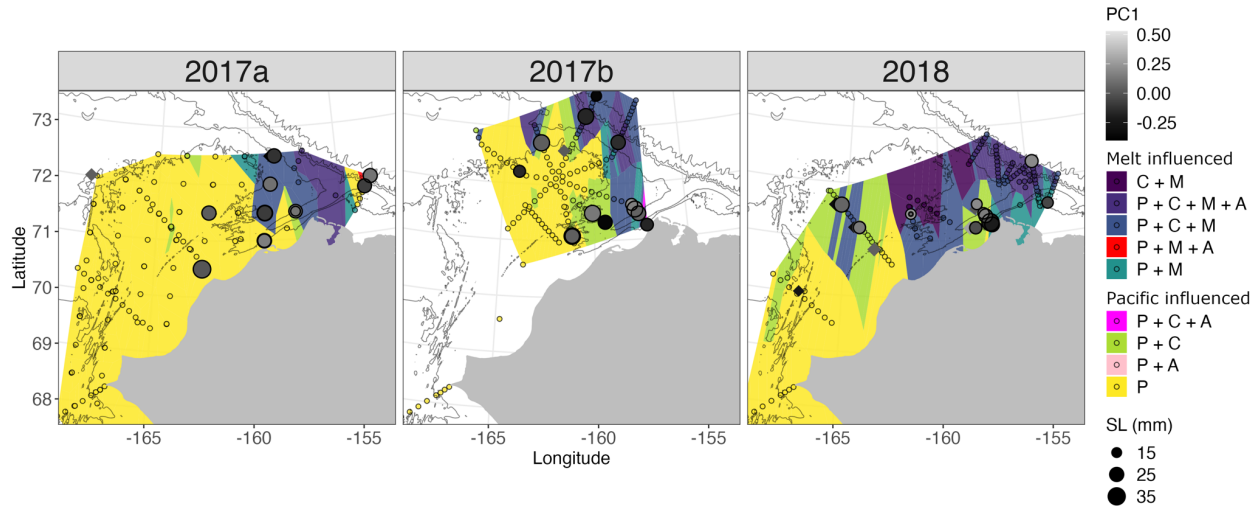 2017a
2017b
2018
73
72
71
70
69
68
Latitude
-165
-160
-155
-165
-160
-155
-165
-160
-155
Longitude
PC1
0.50
0.25
0.00
-0.25
Melt influenced
C + M
P + C + M + A
P + C + M
P + M + A
P + M
Pacific influenced
P + C + A
P + C
P + A
P
SL (mm)
15
25
35